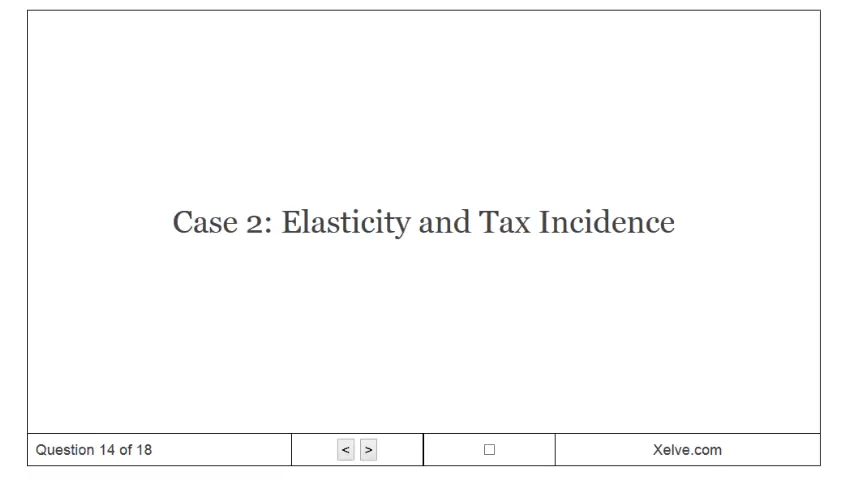 Case 2: Elasticity and Tax Incidence
Question 14 of 18
< >
Xelve.com